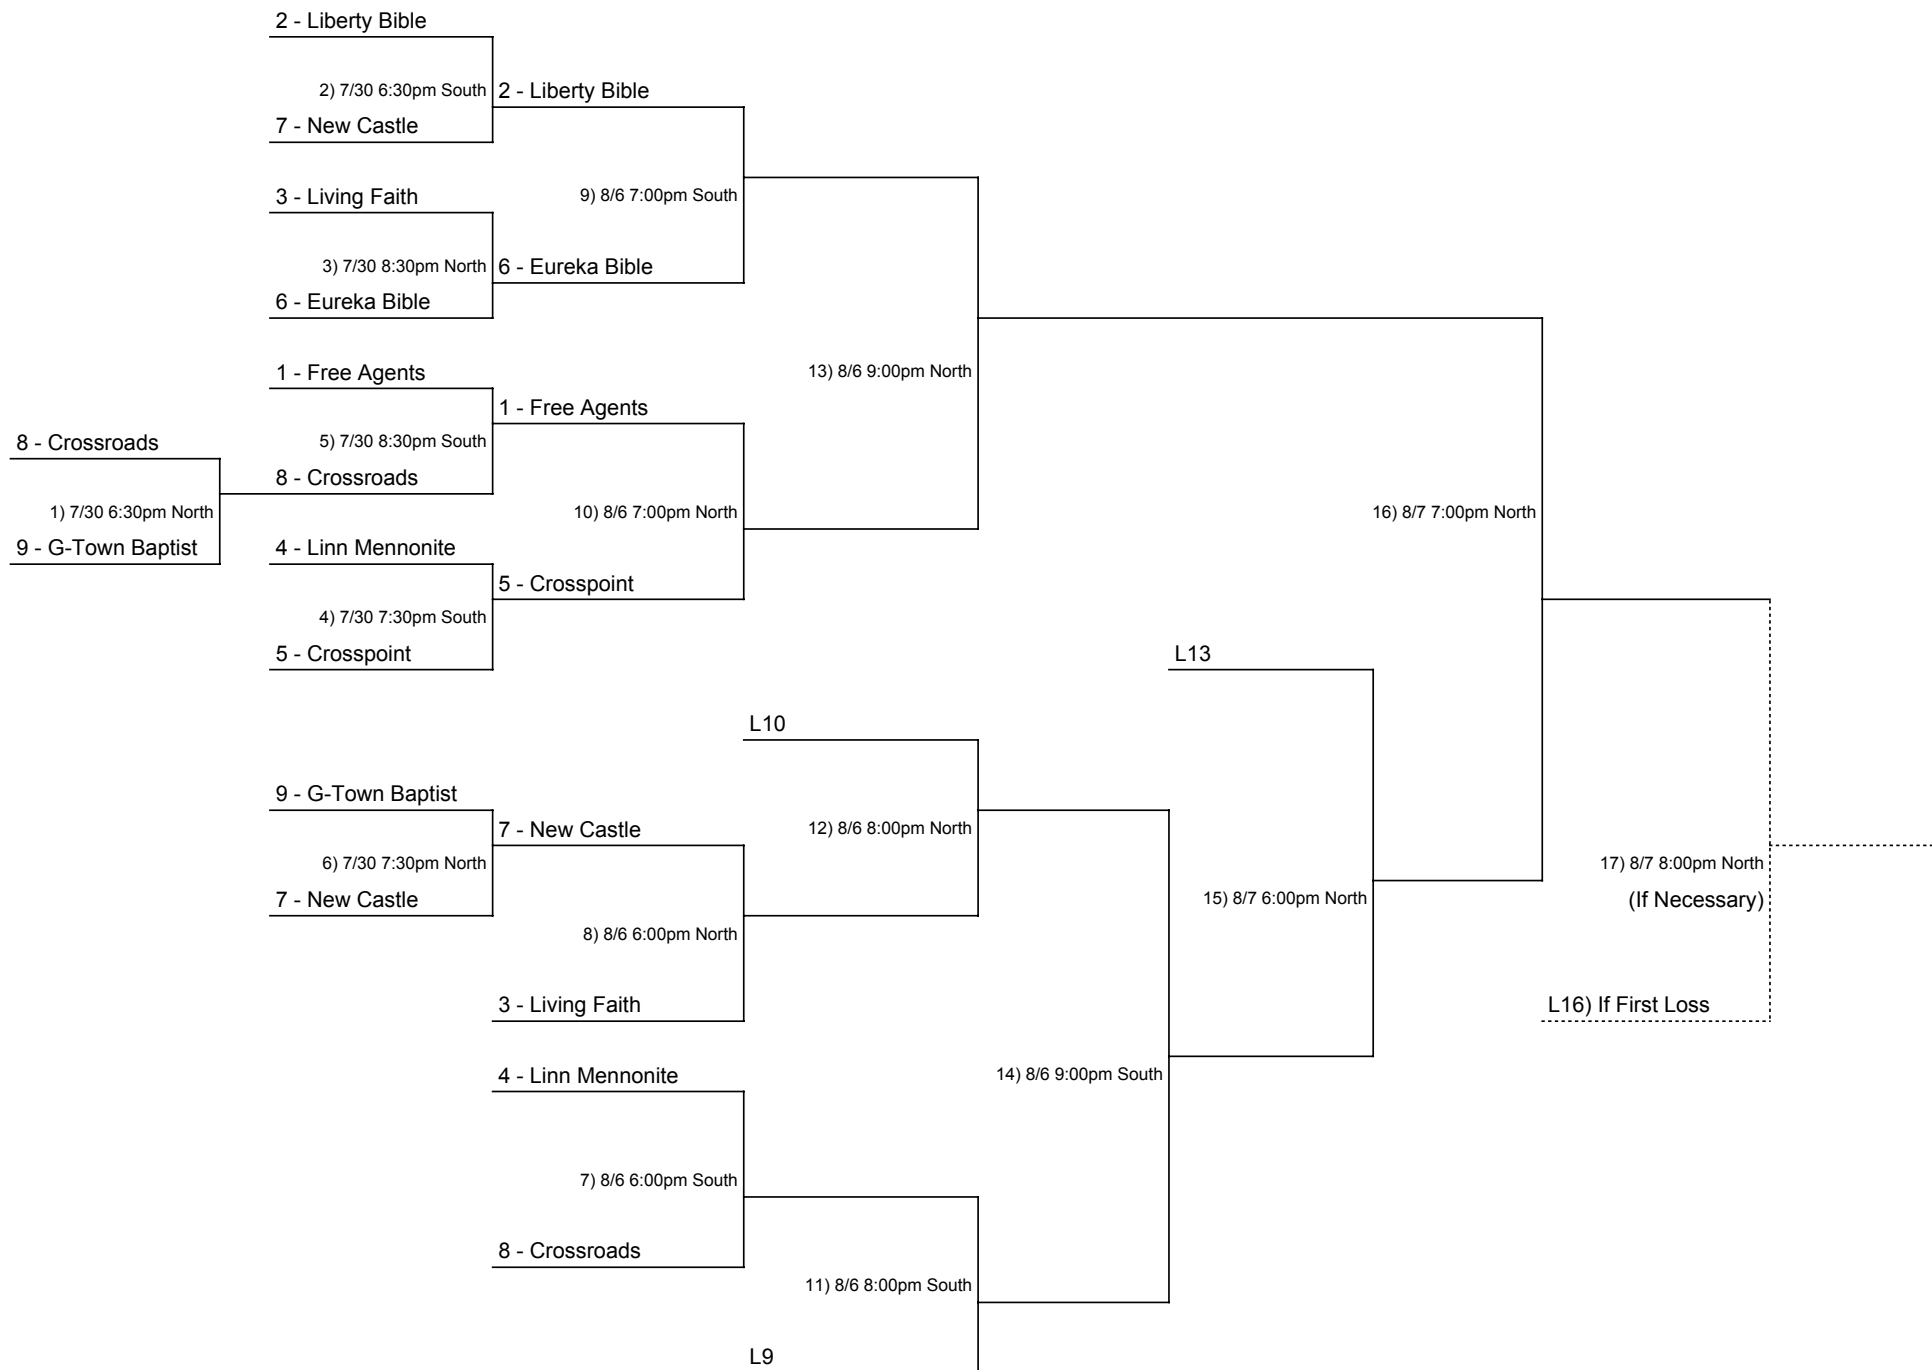 2 - Liberty Bible
2) 7/30 6:30pm South
2 - Liberty Bible
7 - New Castle
3 - Living Faith
9) 8/6 7:00pm South
3) 7/30 8:30pm North
6 - Eureka Bible
6 - Eureka Bible
1 - Free Agents
13) 8/6 9:00pm North
1 - Free Agents
8 - Crossroads
5) 7/30 8:30pm South
8 - Crossroads
1) 7/30 6:30pm North
10) 8/6 7:00pm North
16) 8/7 7:00pm North
9 - G-Town Baptist
4 - Linn Mennonite
5 - Crosspoint
4) 7/30 7:30pm South
5 - Crosspoint
L13
L10
9 - G-Town Baptist
7 - New Castle
12) 8/6 8:00pm North
6) 7/30 7:30pm North
17) 8/7 8:00pm North
7 - New Castle
15) 8/7 6:00pm North
(If Necessary)
8) 8/6 6:00pm North
3 - Living Faith
L16) If First Loss
4 - Linn Mennonite
14) 8/6 9:00pm South
7) 8/6 6:00pm South
8 - Crossroads
11) 8/6 8:00pm South
L9